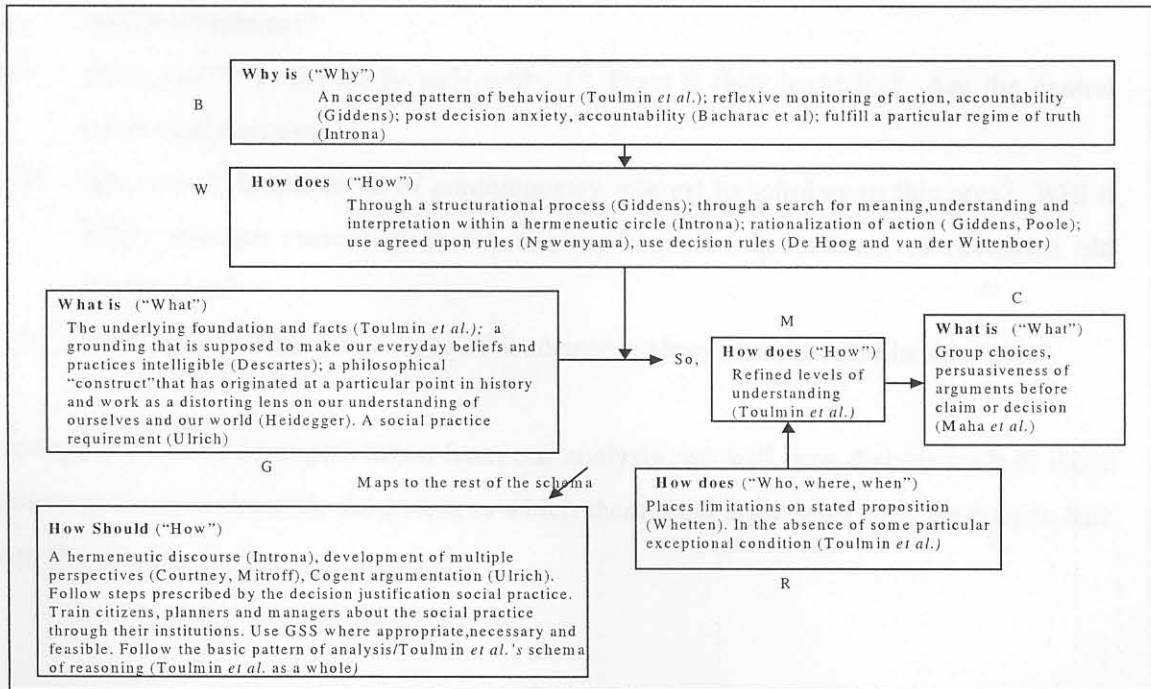 Why is ("Why")
B
An accepted pattern of behaviour (Toulmin et al.); reflexive monitoring of action, accountability
(Giddens); post decision anxiety, accountability (Bacharac et al); fulfill a particular regime of truth
(Introna)
W
How does ("How")
Through a structurational process (Giddens); through a search for meaning,understanding and
interpretation within a hermeneutic circle (Introna); rationalization of action ( Giddens, Poole);
use agreed upon rules (Ngwenyama), use decision rules (De Hoog and van der Wittenboer)
What is ("What")
The underlying foundation and facts (Toulmin et al.); a
grounding that is supposed to make our everyday beliefs and
practices intelligible (Descartes); a philosophical
"construct"that has originated at a particular point in history
and work as a distorting lens on our understanding of
ourselves and our world (Heidegger). A social practice
requirement (Ulrich)
G
So,
M
How does ("How")
Refined levels of
understanding
(Toulmin et al.)
C
What is ("What")
Group choices,
persuasiveness of
arguments before
claim or decision
(Maha et al.)
Maps to the rest of the schema
How does ("Who, where, when")
Places limitations on stated proposition
(Whetten). In the absence of some particular
exceptional condition (Toulmin et al.)
R
How Should ("How")
A hermeneutic discourse (Introna), development of multiple
perspectives (Courtney, Mitroff), Cogent argumentation (Ulrich).
Follow steps prescribed by the decision justification social practice.
Train citizens, planners and managers about the social practice
through their institutions. Use GSS where appropriate,necessary and
feasible. Follow the basic pattern of analysis/Toulmin et al.'s schema
of reasoning (Toulmin et al. as a whole)